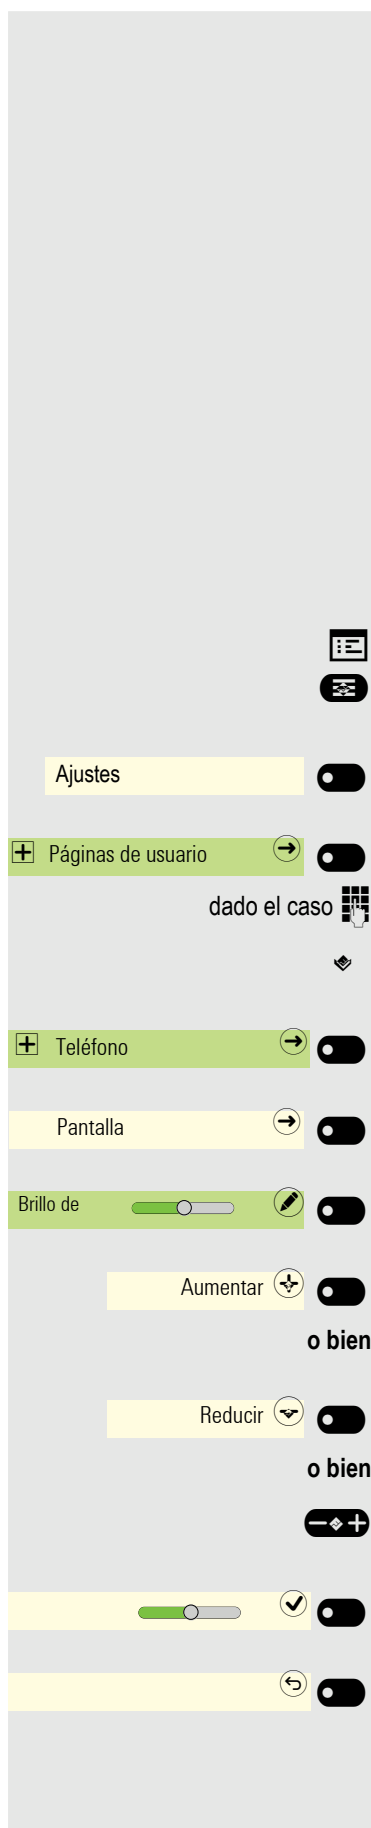 Ajustes
Páginas de usuario
dado el caso
Teléfono
Pantalla
Brillo de
Aumentar
o bien
Reducir
o bien